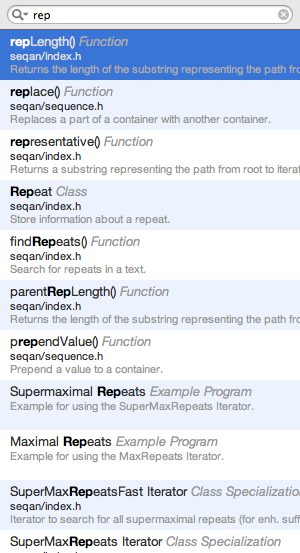 rep
repLength() Function
seqan/index.h
Returns the length of the substring representing the path fro
replace() Function
seqan/sequence.h
Replaces a part of a container with another container.
representative() Function
seqan/index.h
Returns a substring representing the path from root to iterat
Repeat Class
seqan/index.h
Store information about a repeat.
findRepeats() Function
seqan/index.h
Search for repeats in a text.
parentRepLength() Function
seqan/index.h
Returns the length of the substring representing the path fro
prependValue() Function
seqan/sequence.h
Prepend a value to a container.
Supermaximal Repeats Example Program
Example for using the SuperMaxRepeats Iterator.
Maximal Repeats Example Program
Example for using the MaxRepeats Iterator.
SuperMaxRepeatsFast Iterator Class Specialization
seqan/index.h
Iterator to search for all supermaximal repeats (for enh. suff
SuperMaxRepeats Iterator Class Specialization